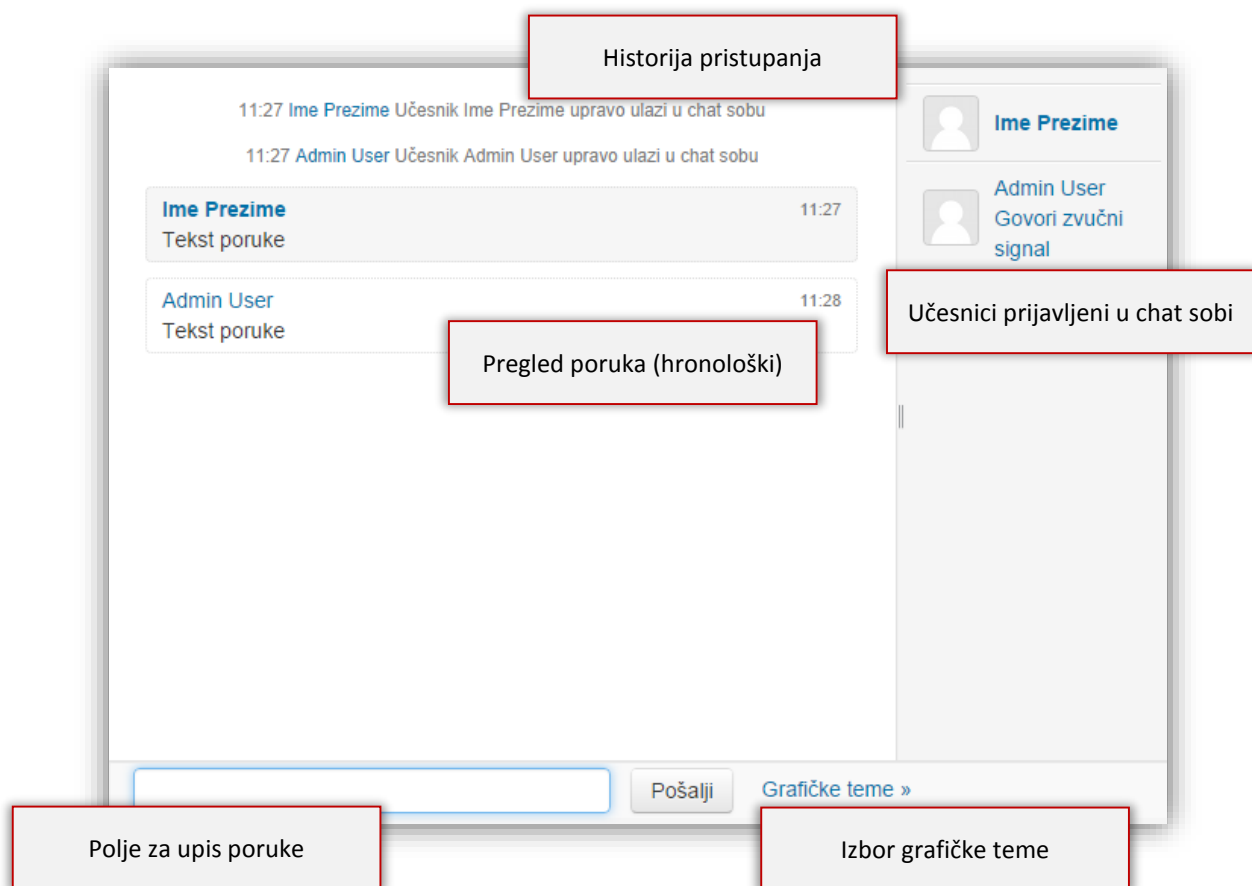 Historija pristupanja
11:27 Ime Prezime Učesnik Ime Prezime upravo ulazi u chat sobu
11:27 Admin User Učesnik Admin User upravo ulazi u chat sobu
Ime Prezime 11:27
Tekst poruke
Admin User 11:28
Tekst poruke
Pregled poruka (hronološki)
Ime Prezime
Admin User
Govori zvučni
signal
Učesnici prijavljeni u chat sobi
Pošalji Grafičke teme »
Polje za upis poruke
Izbor grafičke teme